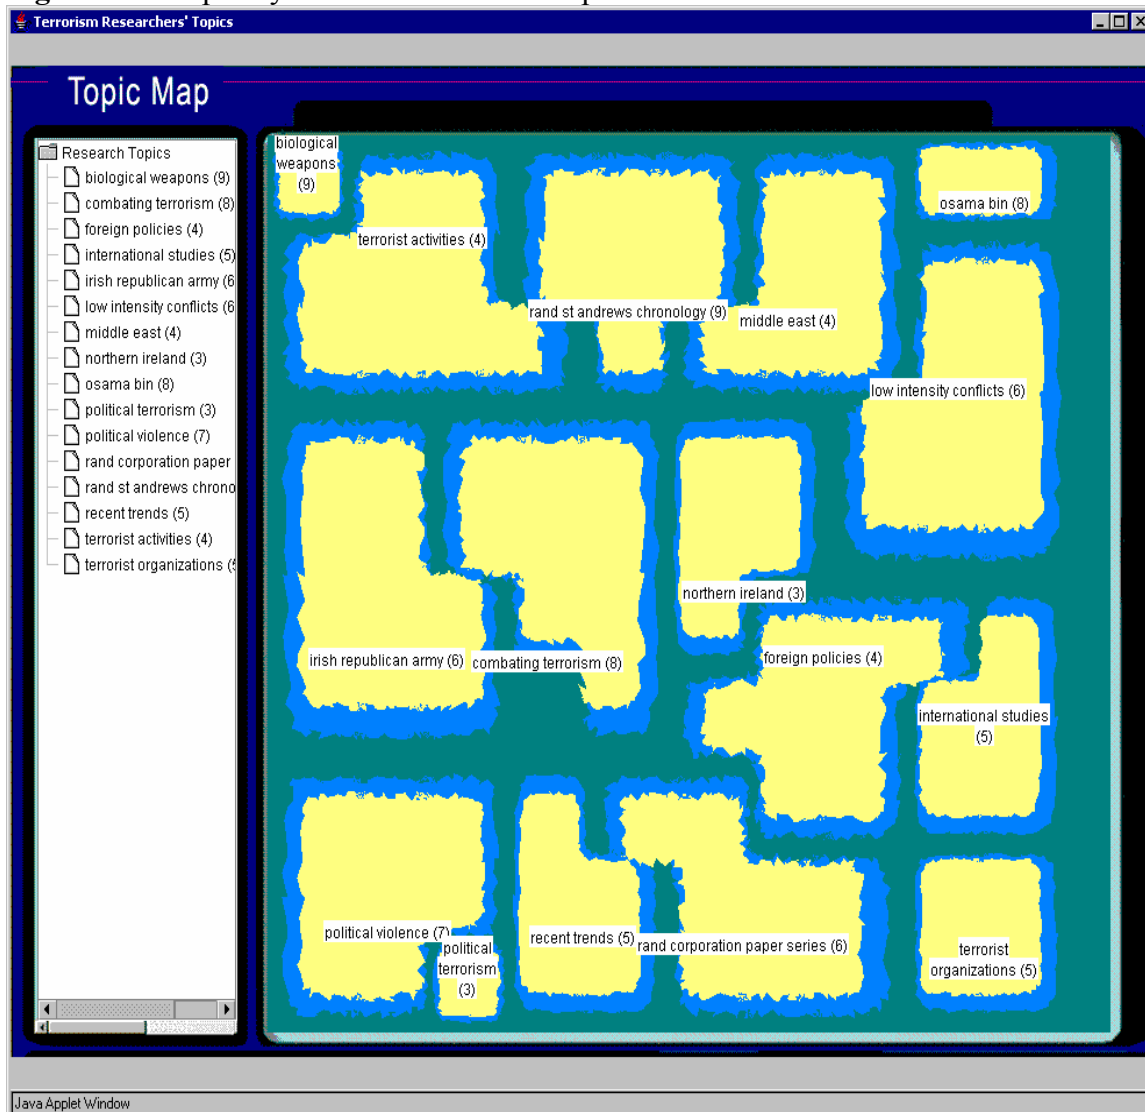 Terrorism Researchers' Topics
Topic Map
Research Topics
biological weapons (9)
combating terrorism (8)
foreign policies (4)
international studies (5)
irish republican army (6
low intensity conflicts (6
middle east (4)
northern ireland (3)
osama bin (8)
political terrorism (3)
political violence (7)
rand corporation paper
rand st andrews chrono
recent trends (5)
terrorist activities (4)
terrorist organizations (5
biological
weapons
(9)
osama bin (8)
terrorist activities (4)
rand st andrews chronology (9)
middle east (4)
low intensity conflicts (6)
northern ireland (3)
irish republican army (6)
combating terrorism (8)
foreign policies (4)
international studies
(5)
political violence (7)
political
terrorism
(3)
recent trends (5)
rand corporation paper series (6)
terrorist
organizations (5)
Java Applet Window